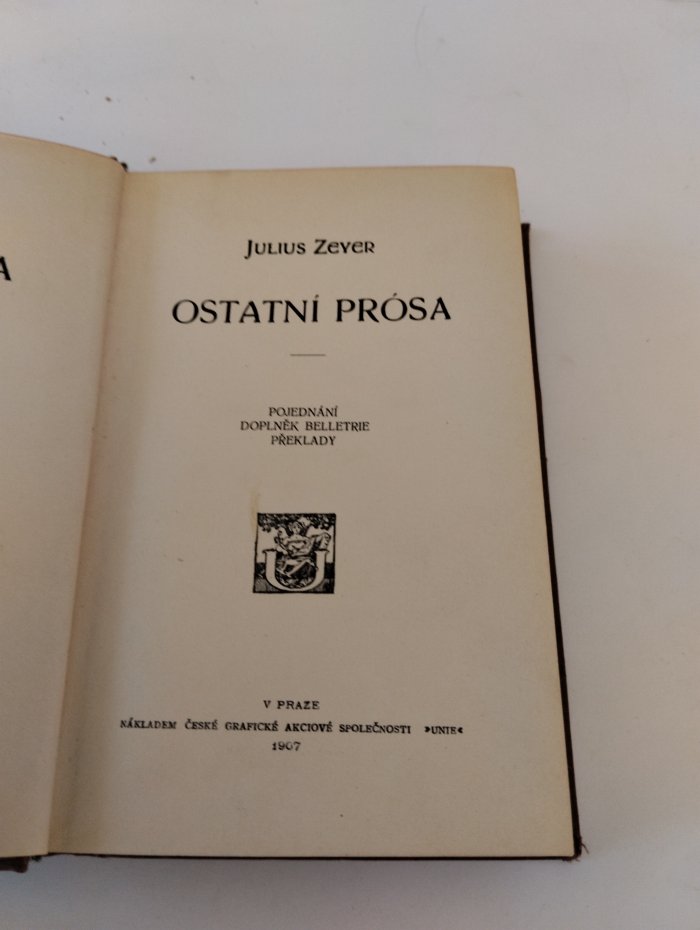 A
JULIUS ZEYER
OSTATNÍ PRÓSA
POJEDNÁNÍ
DOPLNĚK BELLETRIE
PŘEKLADY
U
V PRAZE
NÁKLADEM ČESKÉ GRAFICKÉ AKCIOVÉ SPOLEČNOSTI »UNIE«
1907